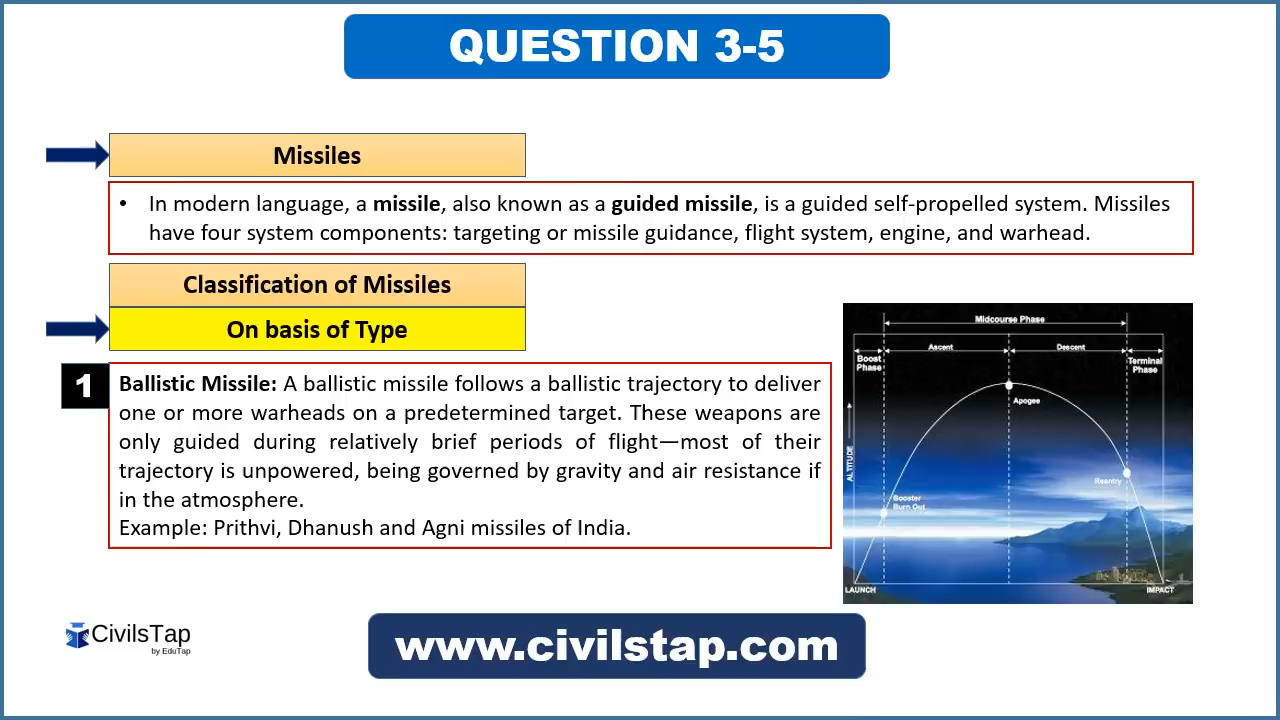 QUESTION 3-5
Missiles
• In modern language, a missile, also known as a guided missile, is a guided self-propelled system. Missiles
have four system components: targeting or missile guidance, flight system, engine, and warhead.
Classification of Missiles
On basis of Type
1
Ballistic Missile: A ballistic missile follows a ballistic trajectory to deliver
one or more warheads on a predetermined target. These weapons are
only guided during relatively brief periods of flight—most of their
trajectory is unpowered, being governed by gravity and air resistance if
in the atmosphere.
Example: Prithvi, Dhanush and Agni missiles of India.
Midcourse Phase
Ascent
Descent
Boost
Phase
Terminal
Phase
Apogee
ALTITUDE
Reentry
Booster
Burn Out
LAUNCH
IMPACT
CivilsTap
by EduTap
www.civilstap.com